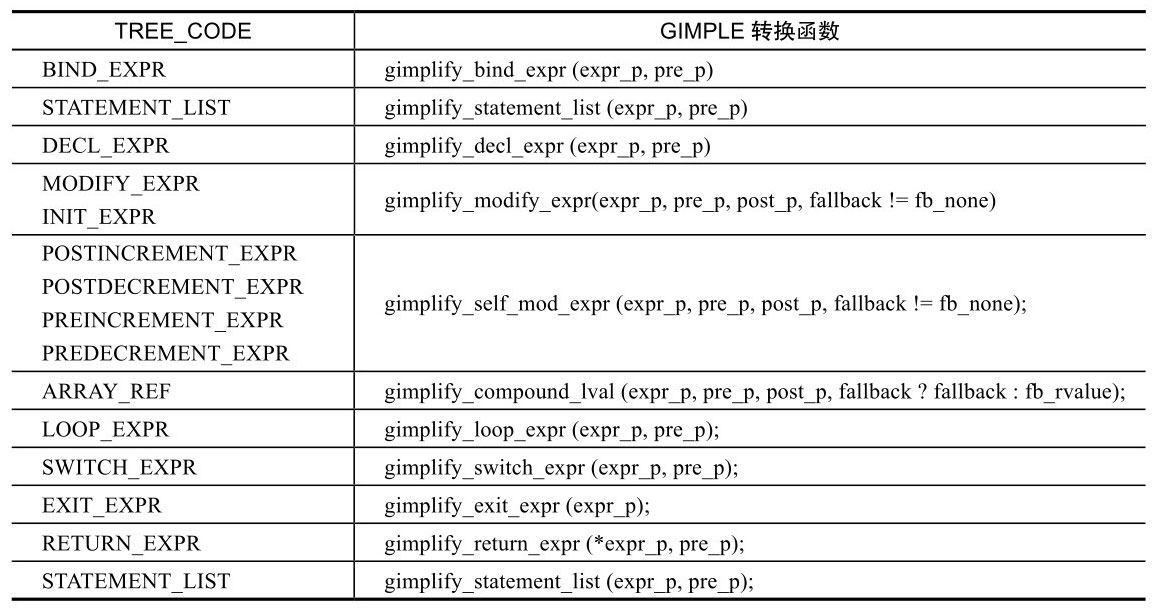 TREE_CODE GIMPLE 转换函数
BIND_EXPR gimplify_bind_expr (expr_p, pre_p)
STATEMENT_LIST gimplify_statement_list (expr_p, pre_p)
DECL_EXPR gimplify_decl_expr (expr_p, pre_p)
MODIFY_EXPR
INIT_EXPR
gimplify_modify_expr(expr_p, pre_p, post_p, fallback != fb_none)
POSTINCREMENT_EXPR
POSTDECREMENT_EXPR
PREINCREMENT_EXPR
PREDECREMENT_EXPR
gimplify_self_mod_expr (expr_p, pre_p, post_p, fallback != fb_none);
ARRAY_REF gimplify_compound_lval (expr_p, pre_p, post_p, fallback ? fallback : fb_rvalue);
LOOP_EXPR gimplify_loop_expr (expr_p, pre_p);
SWITCH_EXPR gimplify_switch_expr (expr_p, pre_p);
EXIT_EXPR gimplify_exit_expr (expr_p);
RETURN_EXPR gimplify_return_expr (*expr_p, pre_p);
STATEMENT_LIST gimplify_statement_list (expr_p, pre_p);